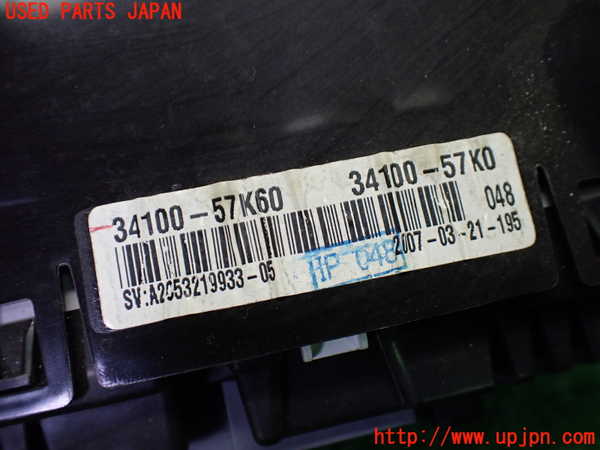 USED PARTS JAPAN
34100-57K60
34100-57K0
048
SV:A2C53219933-05
HP 048
2007-03-21-195
http://www.upjpn.com/